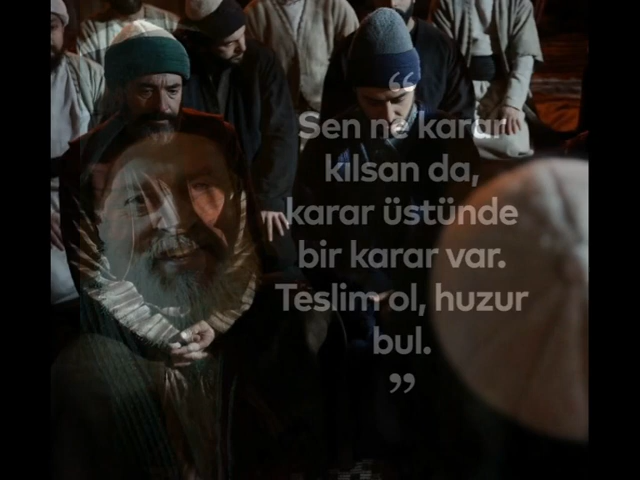 “
Sen ne karar
kılsan da,
karar üstünde
bir karar var.
Teslim ol, huzur
bul.
”